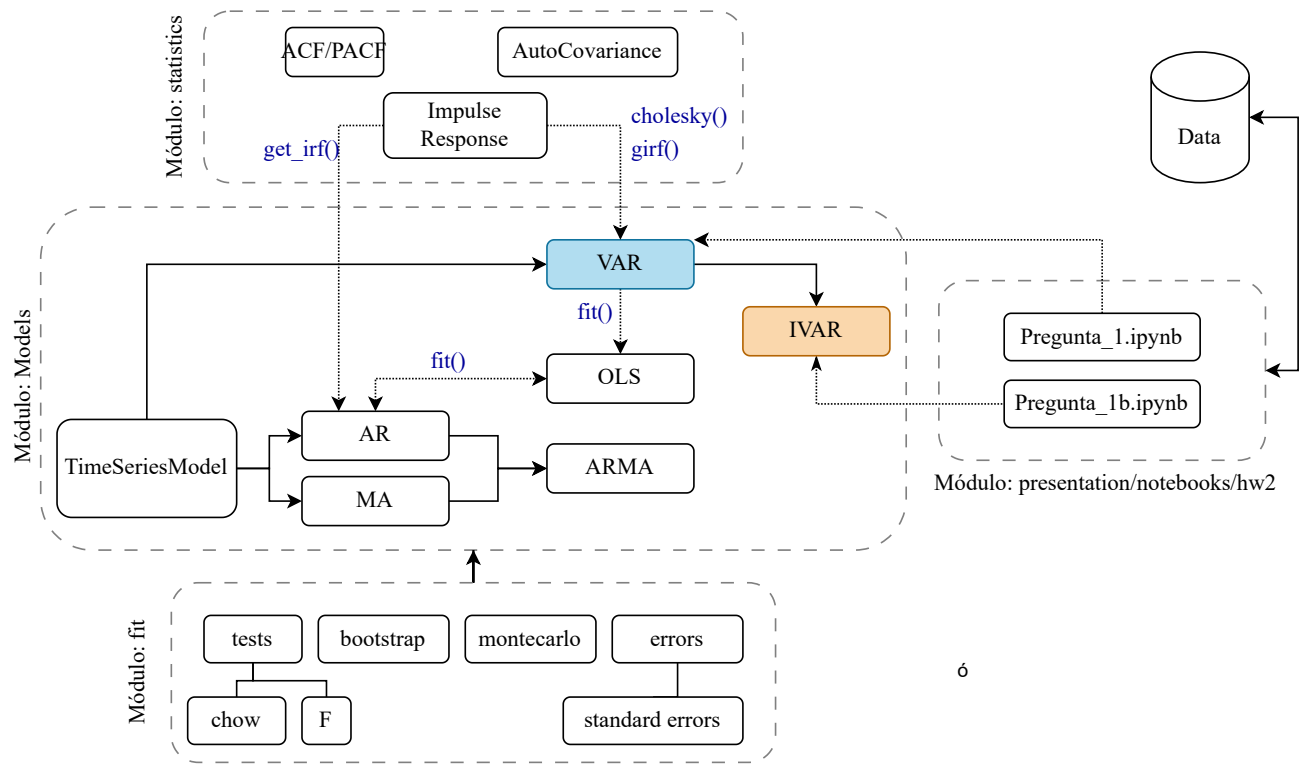 Módulo: statistics
ACF/PACF
AutoCovariance
Impulse
Response
get_irf()
cholesky()
girf()
Data
Módulo: Models
VAR
fit()
IVAR
OLS
fit()
AR
MA
TimeSeriesModel
ARMA
Pregunta_1.ipynb
Pregunta_1b.ipynb
Módulo: presentation/notebooks/hw2
Módulo: fit
tests
bootstrap
montecarlo
errors
chow
F
standard errors
ó